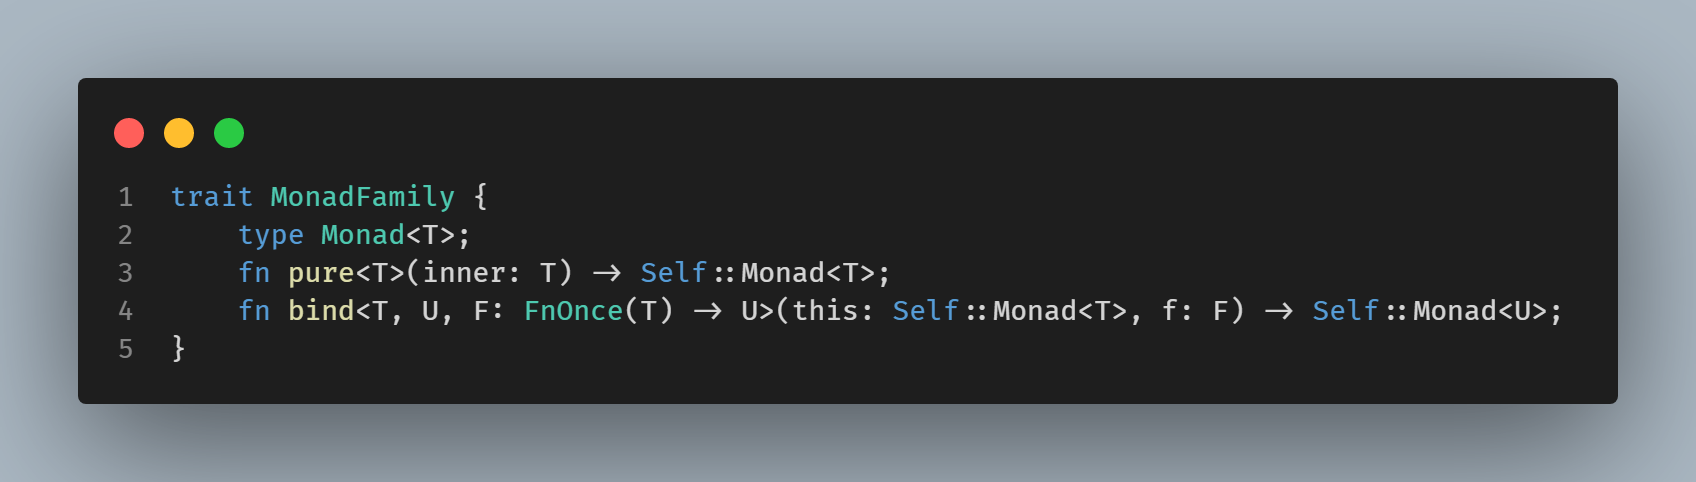 1 trait MonadFamily {
2     type Monad<T>;
3     fn pure<T>(inner: T) -> Self::Monad<T>;
4     fn bind<T, U, F: FnOnce(T) -> U>(this: Self::Monad<T>, f: F) -> Self::Monad<U>;
5 }